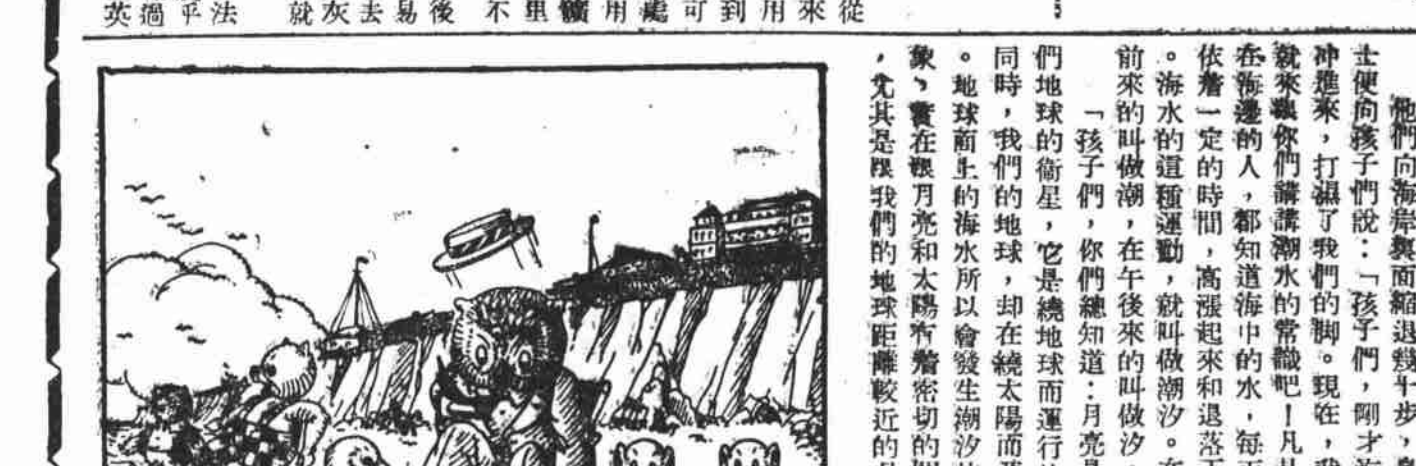 從來用到可處用
里不
後易去灰就
法平過英
他們向海岸裏面縮退幾十步，
士便向孩子們說：「孩子們，剛才
冲進來，打濕了我們的脚。現在，我
就來跟你們講講潮水的常識吧！凡
在海邊的人，都知道海中的水，每
依着一定的時間，高漲起來和退落
。海水的這種運動，就叫做潮汐。在
前來的叫做潮，在午後來的叫做汐
「孩子們，你們總知道：月亮是
們地球的衞星，它是繞地球而運行
同時，我們的地球，却在繞太陽而
。地球面上的海水所以會發生潮汐
象，實在跟月亮和太陽有着密切的
，尤其是跟我們的地球距離較近的